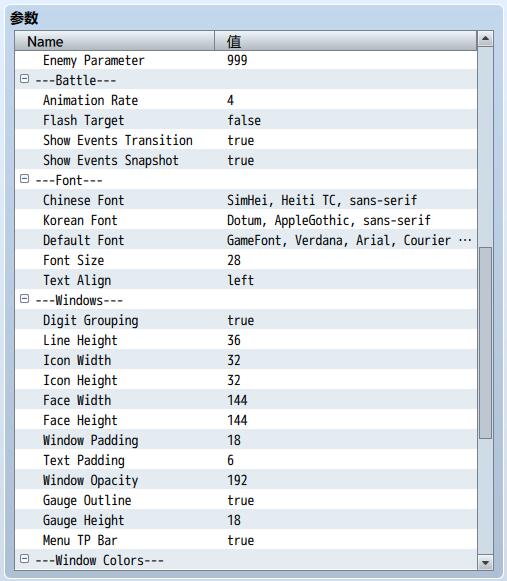 参数
Name 值
Enemy Parameter 999
---Battle---
Animation Rate 4
Flash Target false
Show Events Transition true
Show Events Snapshot true
---Font---
Chinese Font SimHei, Heiti TC, sans-serif
Korean Font Dotum, AppleGothic, sans-serif
Default Font GameFont, Verdana, Arial, Courier ···
Font Size 28
Text Align left
---Windows---
Digit Grouping true
Line Height 36
Icon Width 32
Icon Height 32
Face Width 144
Face Height 144
Window Padding 18
Text Padding 6
Window Opacity 192
Gauge Outline true
Gauge Height 18
Menu TP Bar true
---Window Colors---